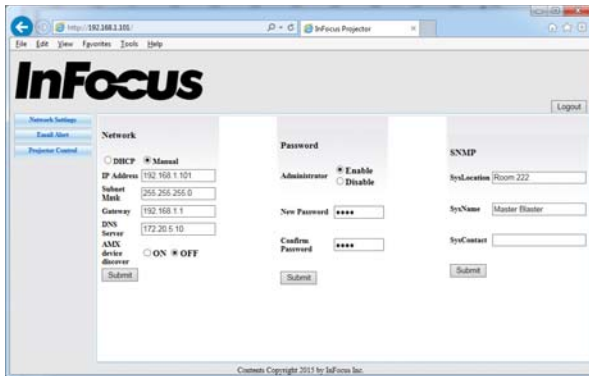 http://192.168.1.101/
InFocus Projector
File Edit View Favorites Tools Help
InFocus
Logout
Network Settings
Email Alert
Projector Control
Network
DHCP Manual
IP Address 192.168.1.101
Subnet Mask 255.255.255.0
Gateway 192.168.1.1
DNS Server 172.20.5.10
AMX device discover ON OFF
Submit
Password
Administrator Enable
Disable
New Password ●●●●
Confirm Password ●●●●
Submit
SNMP
SysLocation Room 222
SysName Master Blaster
SysContact
Submit
Contents Copyright 2015 by InFocus Inc.